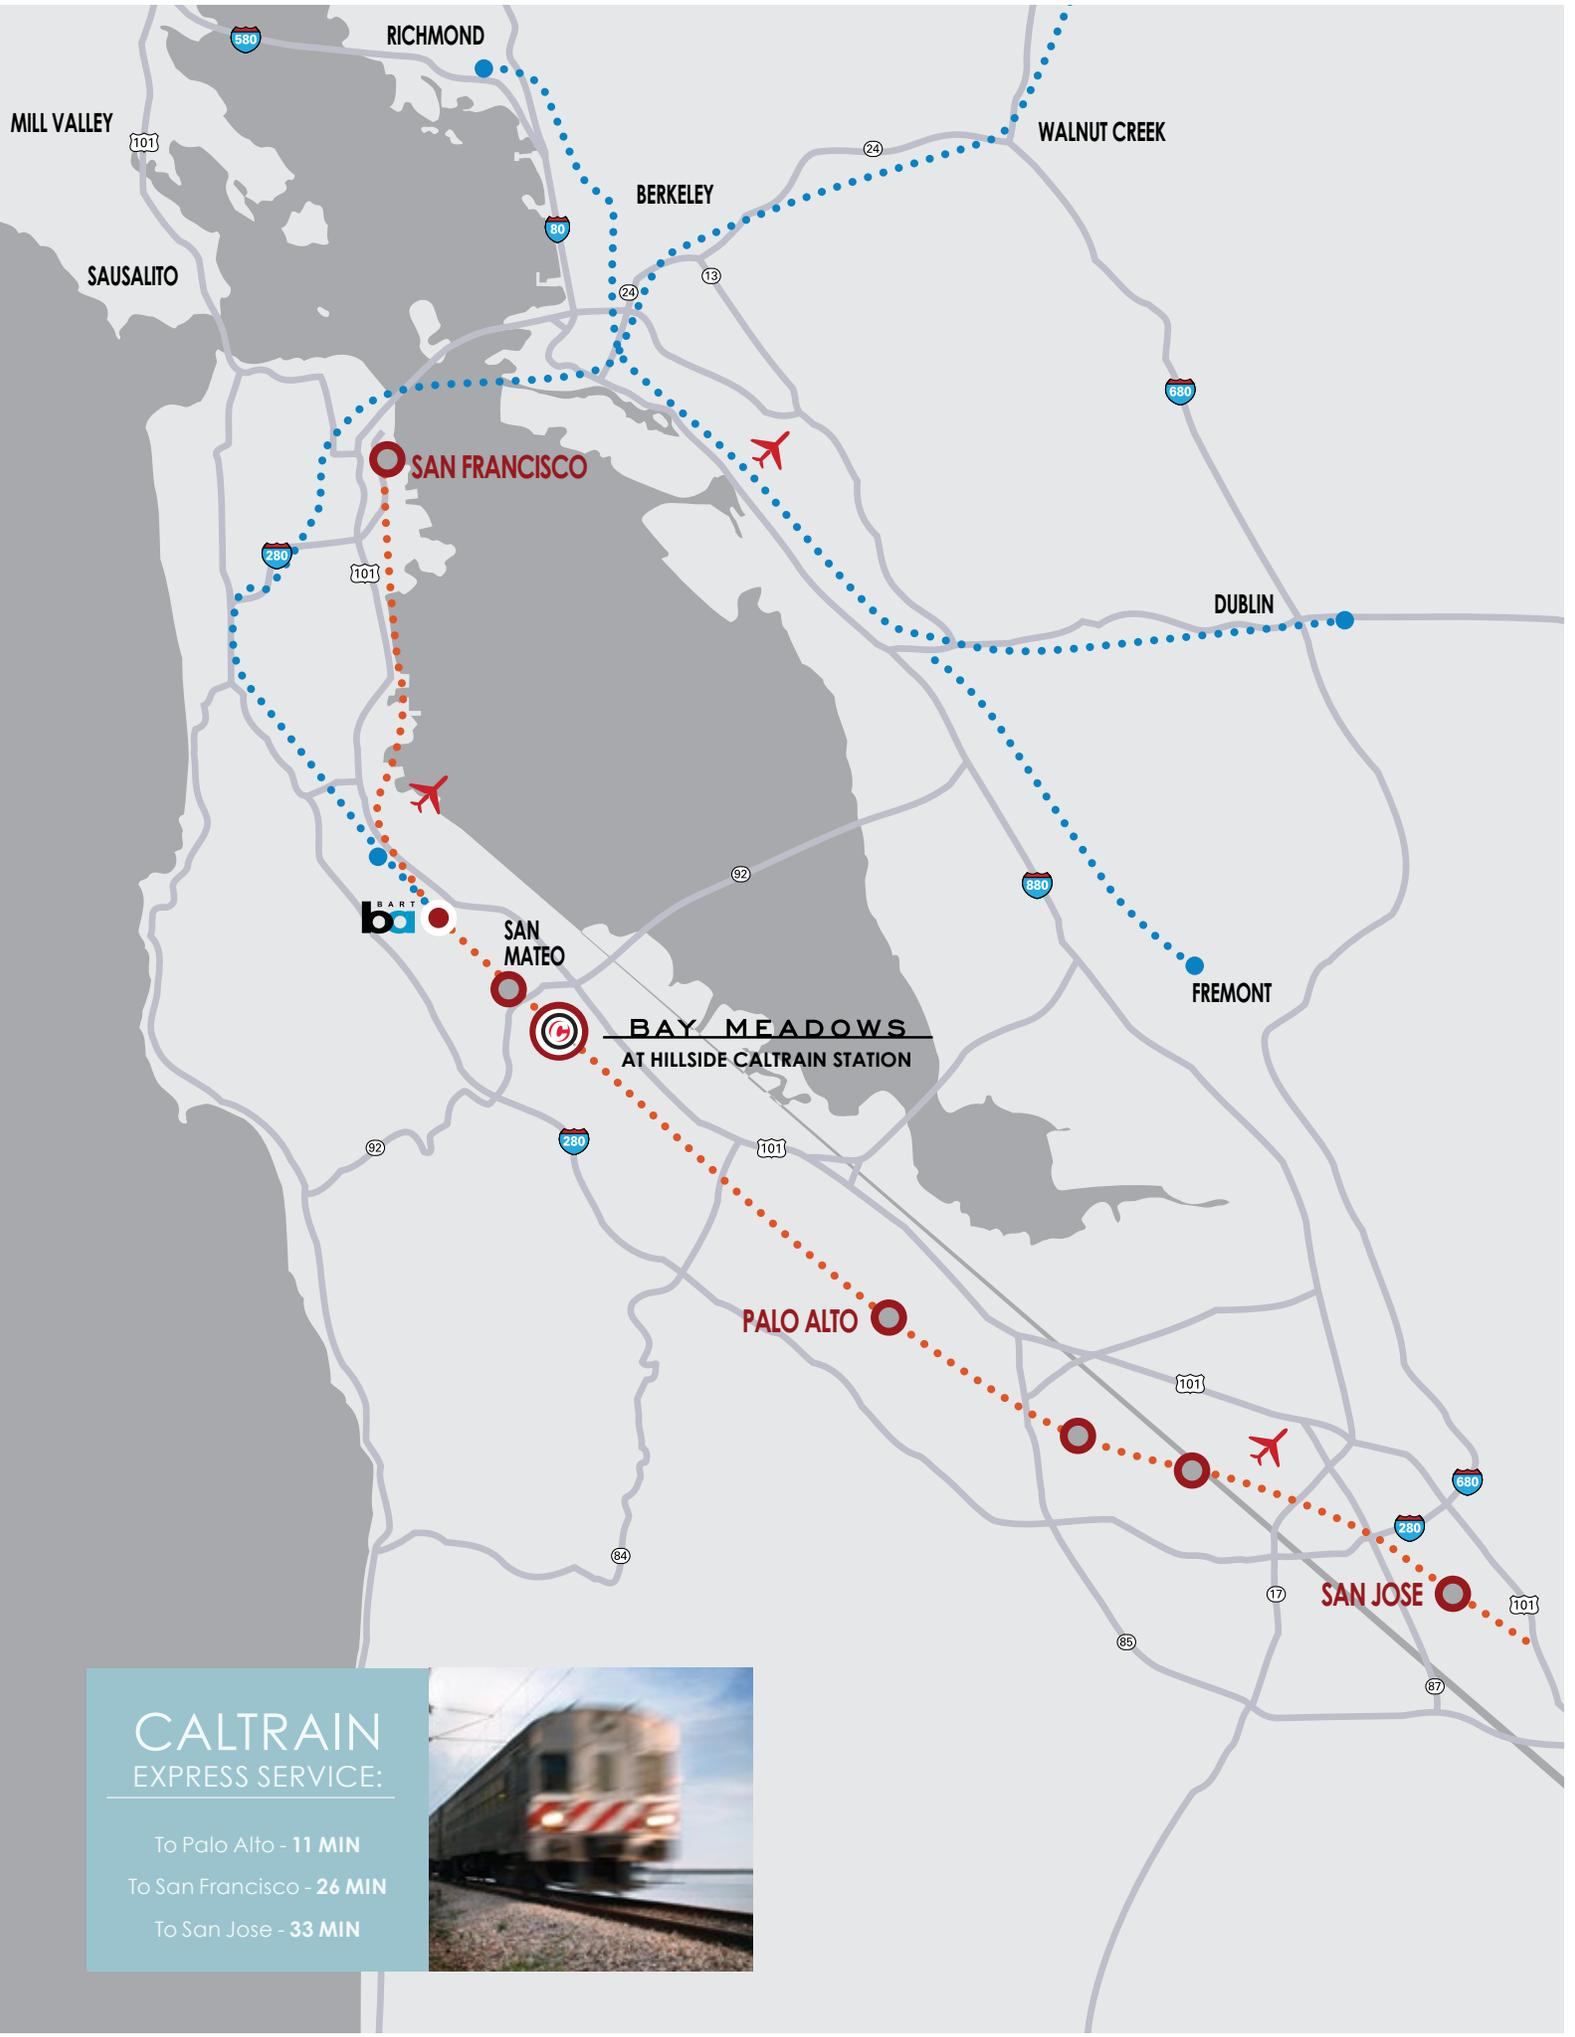 580
RICHMOND
MILL VALLEY
101
WALNUT CREEK
24
BERKELEY
80
SAUSALITO
13
24
680
SAN FRANCISCO
280
101
DUBLIN
92
880
BART
ba
SAN
MATEO
FREMONT
BAY MEADOWS
AT HILLSIDE CALTRAIN STATION
C
280
92
101
PALO ALTO
101
680
280
84
17
SAN JOSE
101
85
87
CALTRAIN
EXPRESS SERVICE:
To Palo Alto - 11 MIN
To San Francisco - 26 MIN
To San Jose - 33 MIN